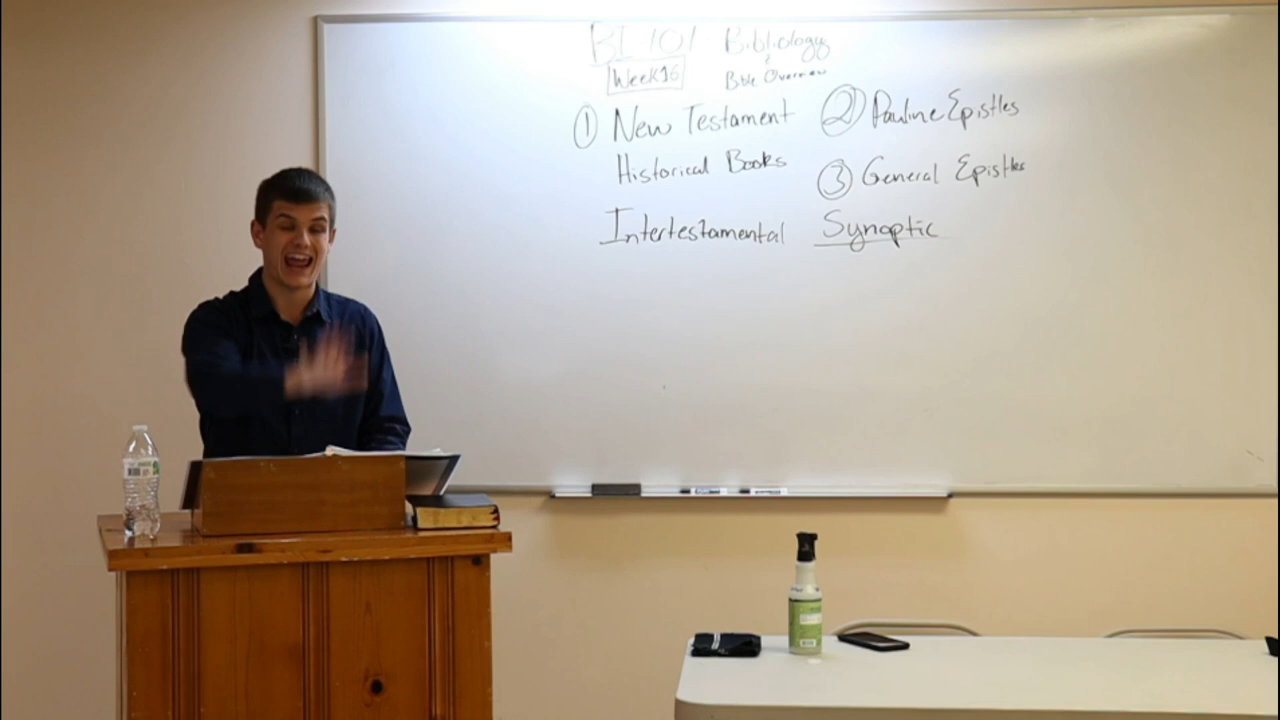 BI 101 Bibliology
&
Week 16 Bible Overview
① New Testament
Historical Books
② Pauline Epistles
③ General Epistles
Intertestamental Synoptic